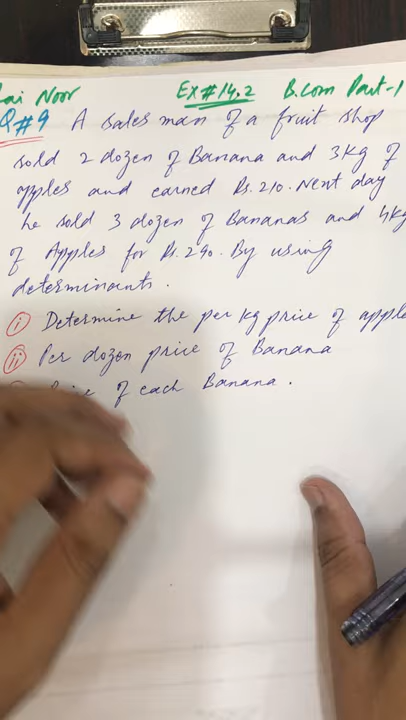 Noor Ex#14.2 B.Com Part-1
Q#9 A sales man of a fruit shop
sold 2 dozen of Banana and 3Kg of
apples and earned Rs.210. Next day
he sold 3 dozen of Bananas and 4Kg
of Apples for Rs.290. By using
determinants.
(i) Determine the per Kg price of apple
(ii) Per dozen price of Banana
of each Banana.